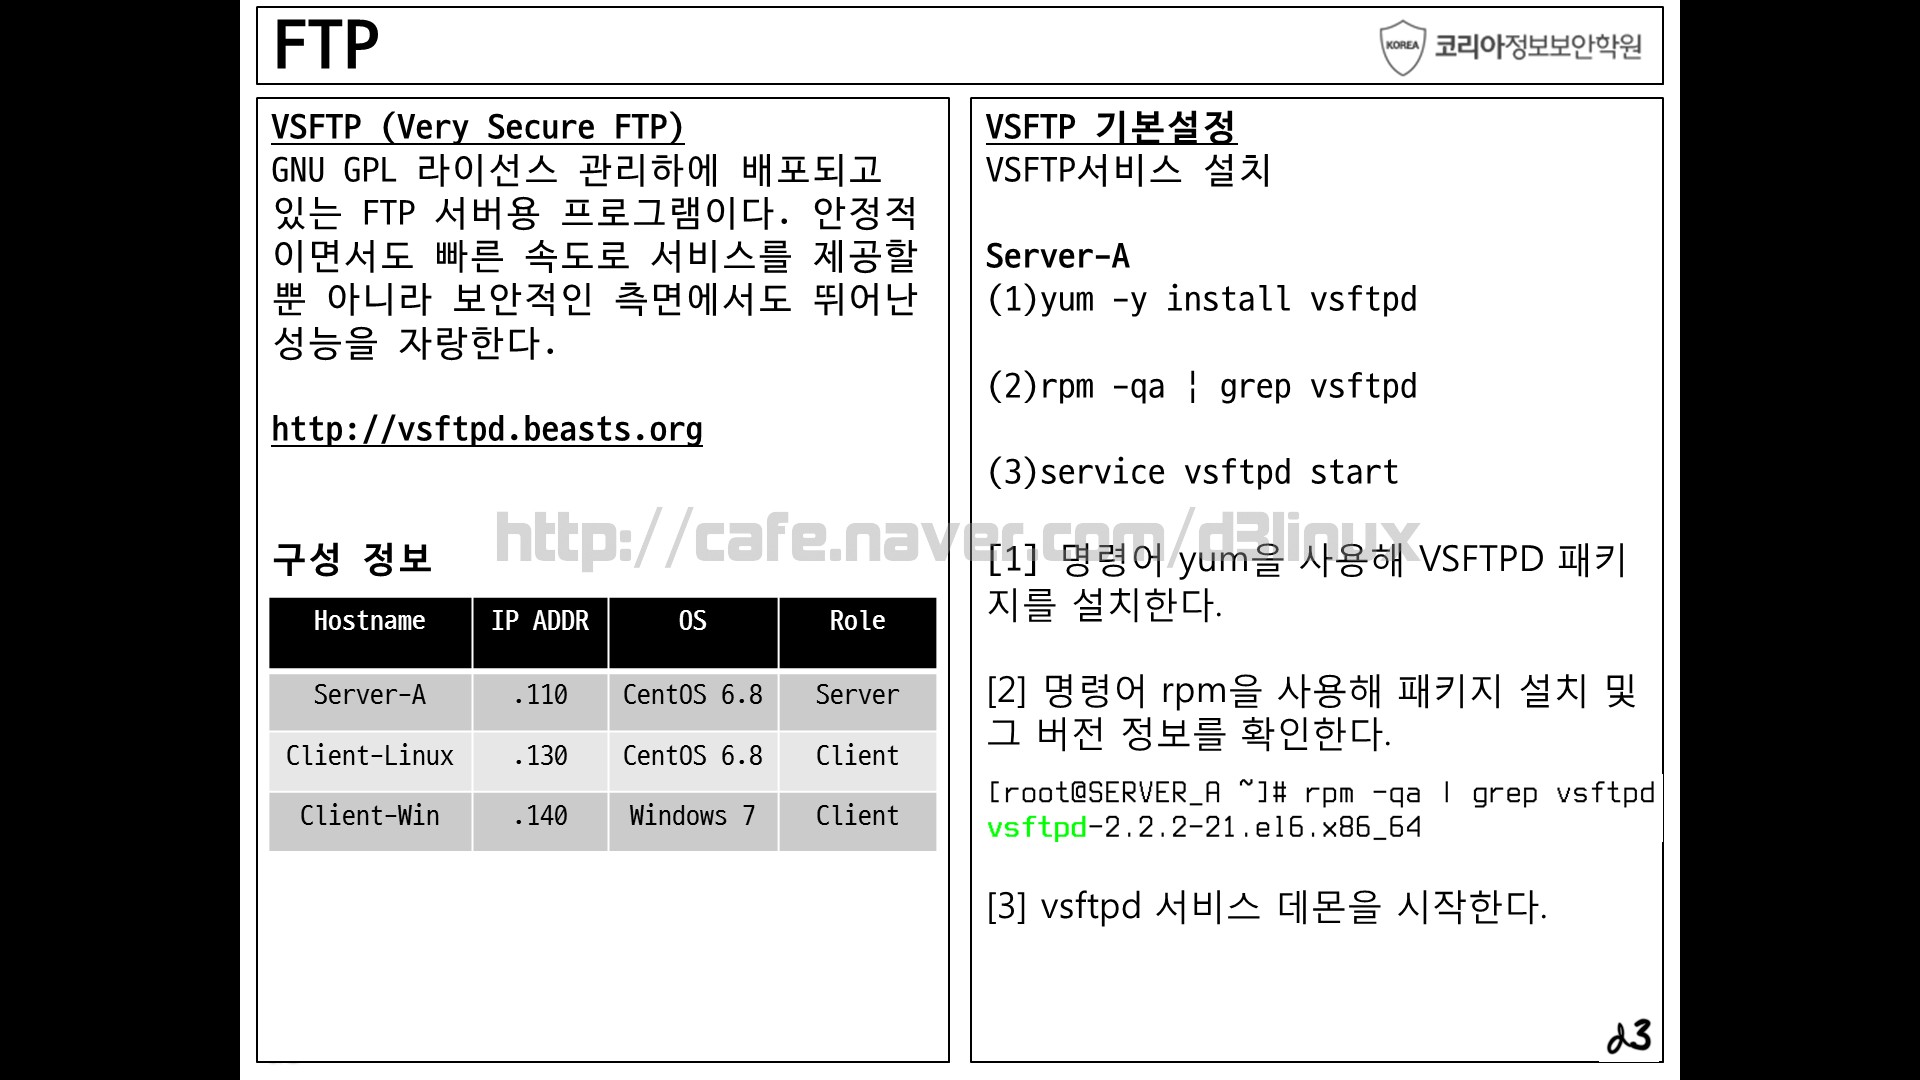 FTP
KOREA 코리아정보보안학원
VSFTP (Very Secure FTP)
GNU GPL 라이선스 관리하에 배포되고
있는 FTP 서버용 프로그램이다. 안정적
이면서도 빠른 속도로 서비스를 제공할
뿐 아니라 보안적인 측면에서도 뛰어난
성능을 자랑한다.
http://vsftpd.beasts.org
구성 정보
Hostname IP ADDR OS Role
Server-A .110 CentOS 6.8 Server
Client-Linux .130 CentOS 6.8 Client
Client-Win .140 Windows 7 Client
VSFTP 기본설정
VSFTP서비스 설치
Server-A
(1)yum -y install vsftpd
(2)rpm -qa | grep vsftpd
(3)service vsftpd start
http://cafe.naver.com/d3linux
[1] 명령어 yum을 사용해 VSFTPD 패키
지를 설치한다.
[2] 명령어 rpm을 사용해 패키지 설치 및
그 버전 정보를 확인한다.
[root@SERVER_A ~]# rpm -qa | grep vsftpd
vsftpd-2.2.2-21.el6.x86_64
[3] vsftpd 서비스 데몬을 시작한다.
d3